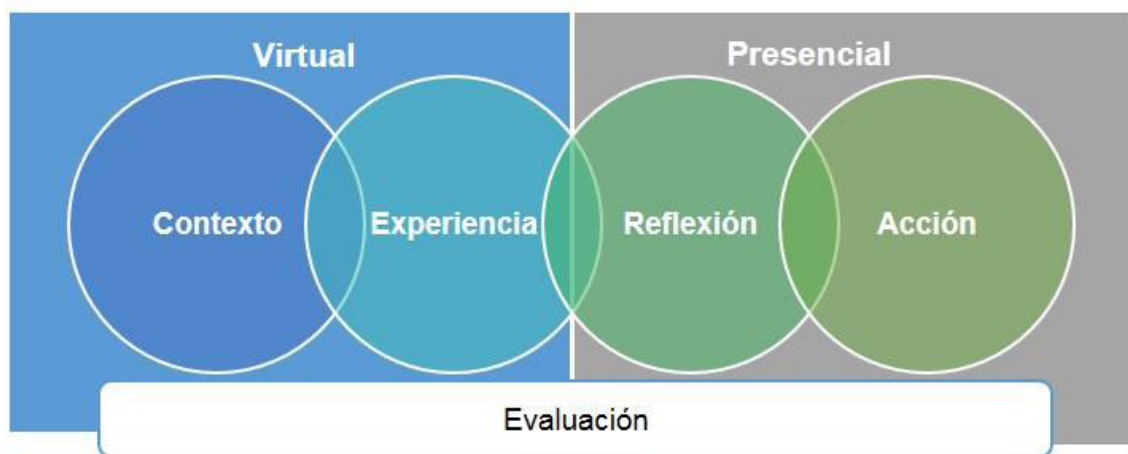 Virtual
Presencial
Contexto
Experiencia
Reflexión
Acción
Evaluación